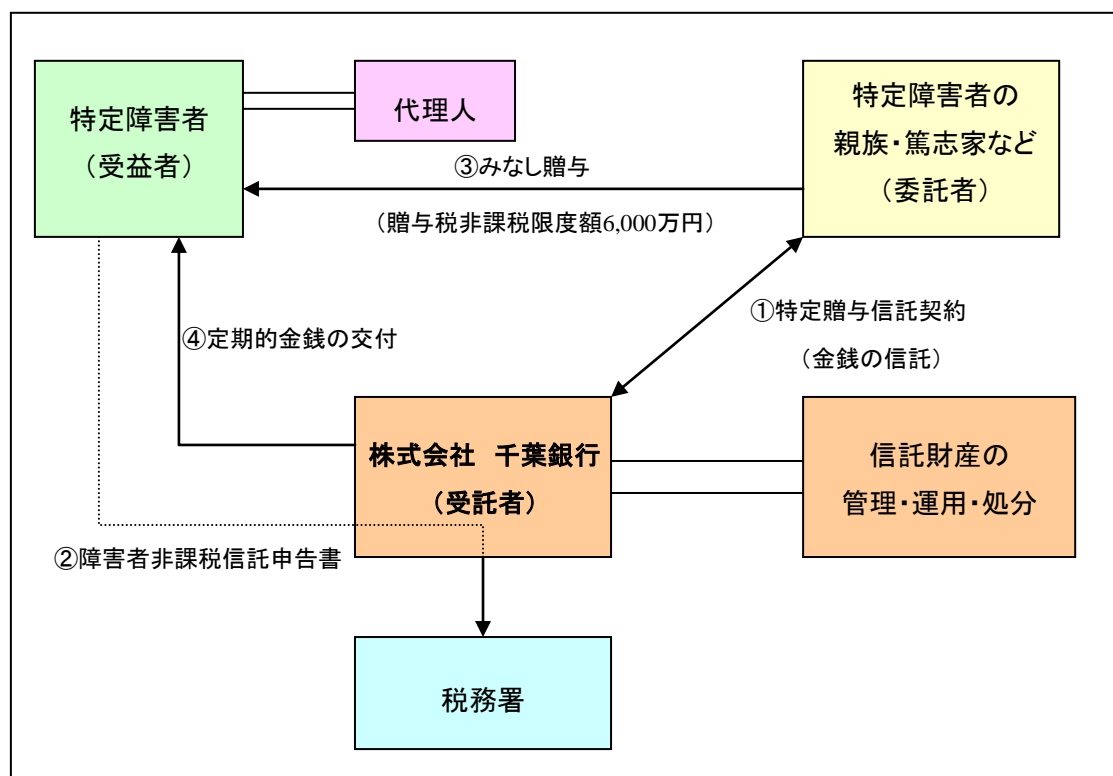 特定障害者
（受益者）
代理人
特定障害者の
親族・篤志家など
（委託者）
③みなし贈与
（贈与税非課税限度額6,000万円）
①特定贈与信託契約
（金銭の信託）
④定期的金銭の交付
株式会社　千葉銀行
（受託者）
信託財産の
管理・運用・処分
②障害者非課税信託申告書
税務署